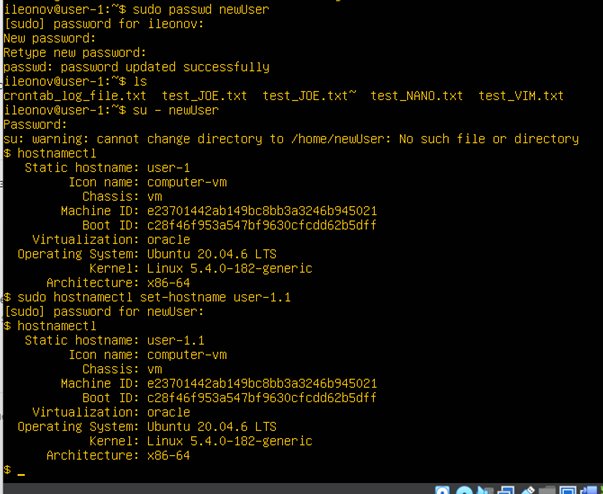 ileonov@user-1:~$ sudo passwd newUser
[sudo] password for ileonov:
New password:
Retype new password:
passwd: password updated successfully
ileonov@user-1:~$ ls
crontab_log_file.txt  test_JOE.txt  test_JOE.txt~  test_NANO.txt  test_VIM.txt
ileonov@user-1:~$ su - newUser
Password:
su: warning: cannot change directory to /home/newUser: No such file or directory
$ hostnamectl
   Static hostname: user-1
         Icon name: computer-vm
           Chassis: vm
        Machine ID: e23701442ab149bc8bb3a3246b945021
           Boot ID: c28f46f953a547bf9630cfcdd62b5dff
    Virtualization: oracle
  Operating System: Ubuntu 20.04.6 LTS
            Kernel: Linux 5.4.0-182-generic
      Architecture: x86-64
$ sudo hostnamectl set-hostname user-1.1
[sudo] password for newUser:
$ hostnamectl
   Static hostname: user-1.1
         Icon name: computer-vm
           Chassis: vm
        Machine ID: e23701442ab149bc8bb3a3246b945021
           Boot ID: c28f46f953a547bf9630cfcdd62b5dff
    Virtualization: oracle
  Operating System: Ubuntu 20.04.6 LTS
            Kernel: Linux 5.4.0-182-generic
      Architecture: x86-64
$ _